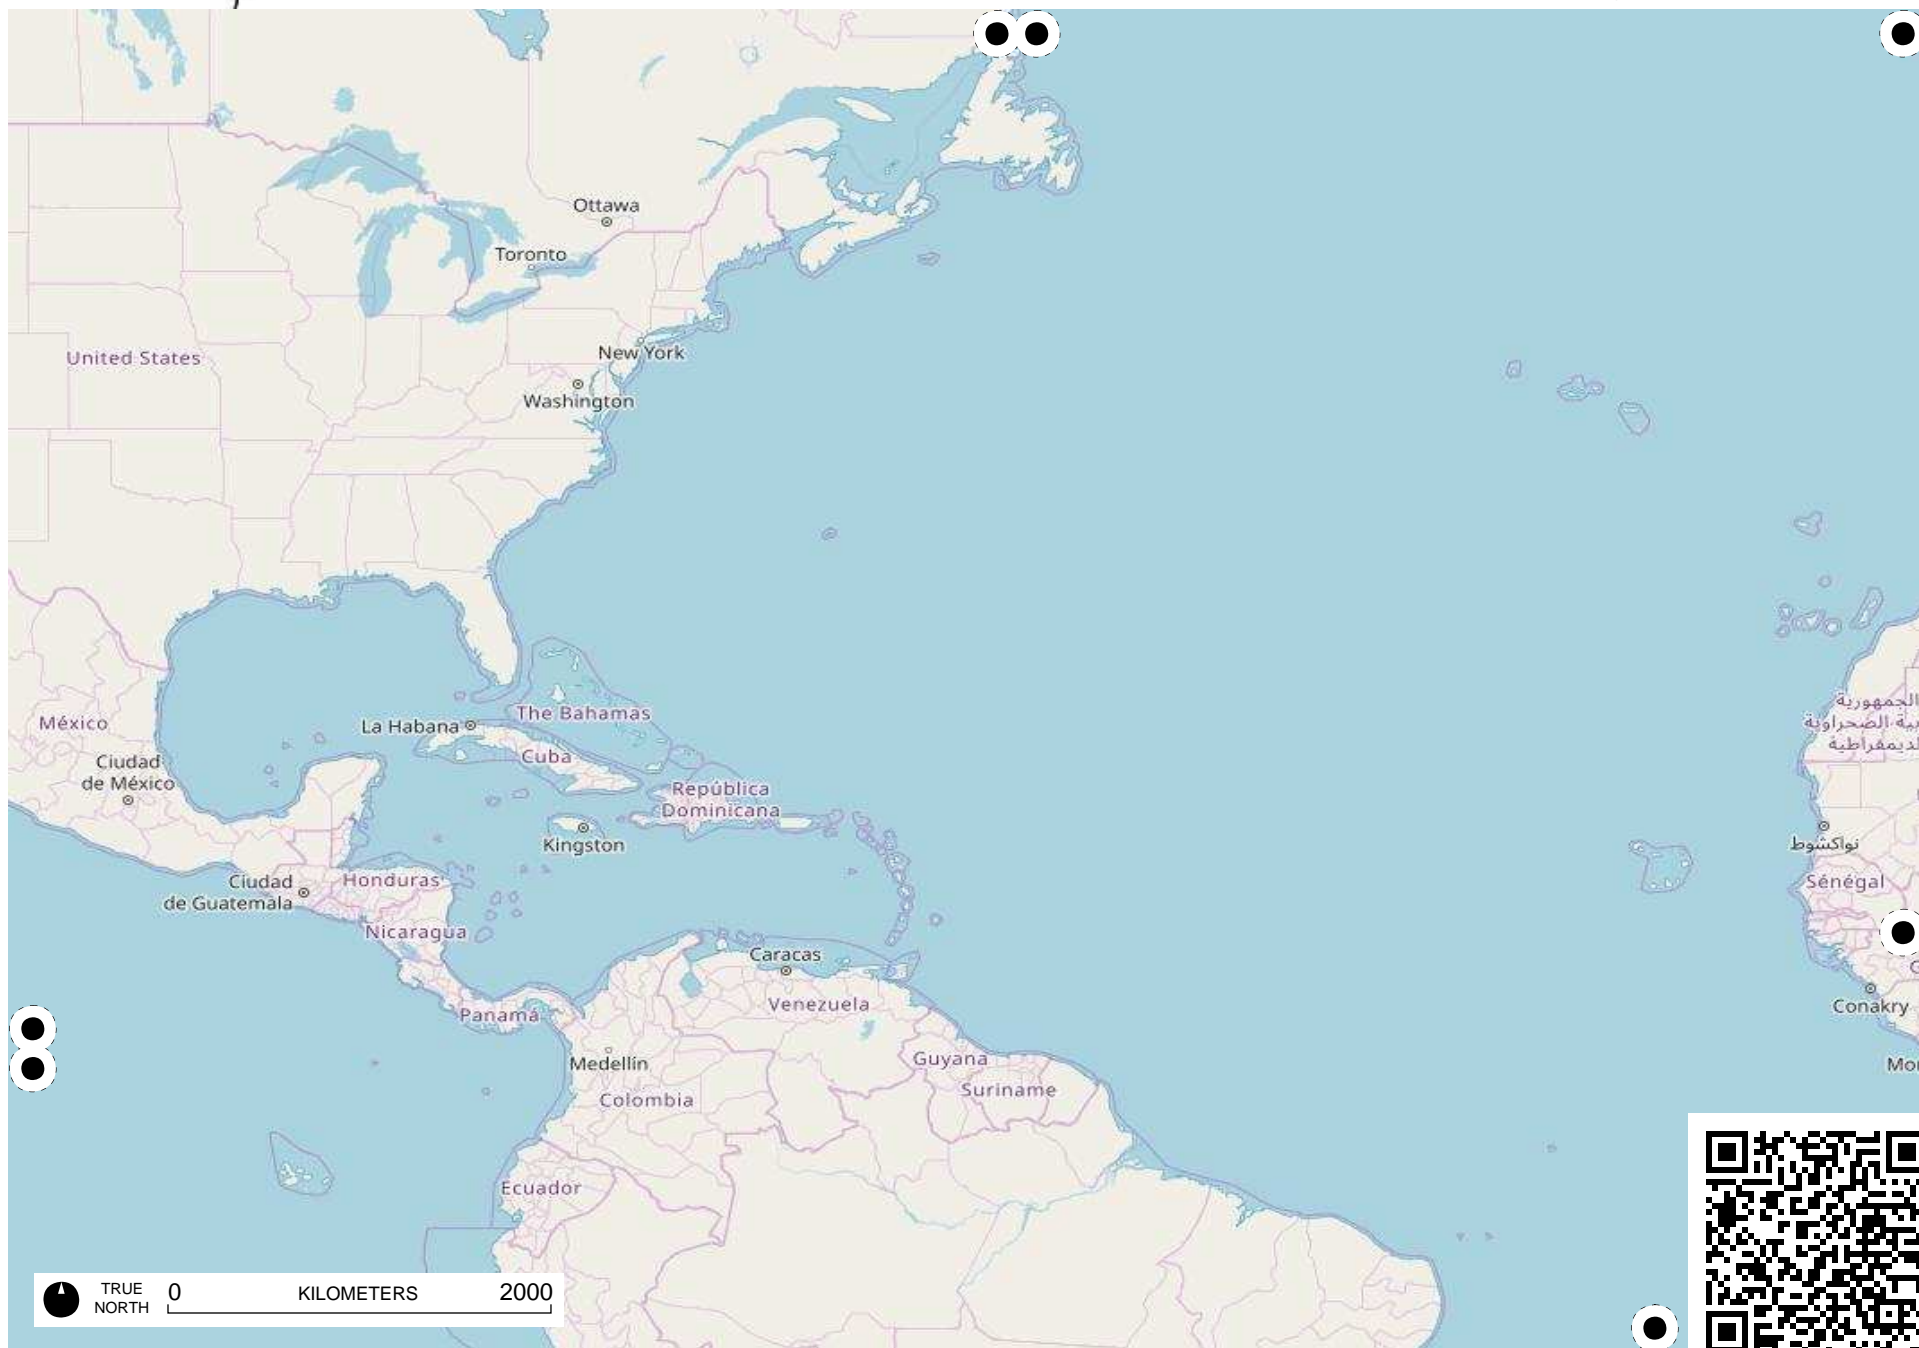 Ottawa
Toronto
United States
New York
Washington
México
La Habana
The Bahamas
Ciudad
de México
Cuba
República
Dominicana
Kingston
Ciudad
de Guatemala
Honduras
Nicaragua
Caracas
Venezuela
Panamá
Medellín
Colombia
Guyana
Suriname
Ecuador
نواكشوط
Sénégal
Conakry
TRUE
NORTH
0
KILOMETERS
2000